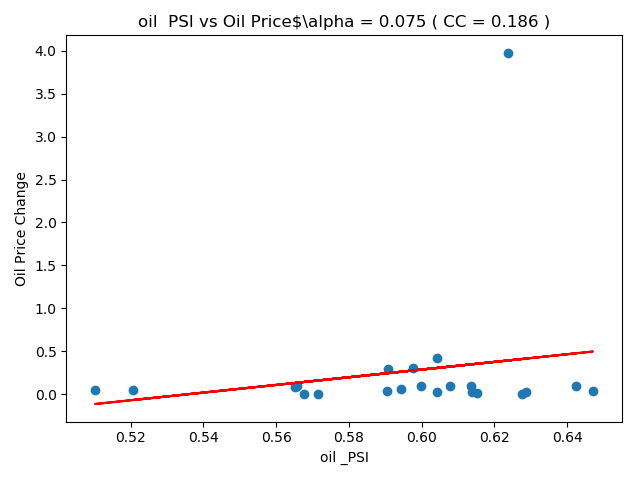 oil  PSI vs Oil Price$\alpha = 0.075 ( CC = 0.186 )
4.0
3.5
3.0
2.5
2.0
1.5
1.0
0.5
0.0
Oil Price Change
0.52 0.54 0.56 0.58 0.60 0.62 0.64
oil _PSI